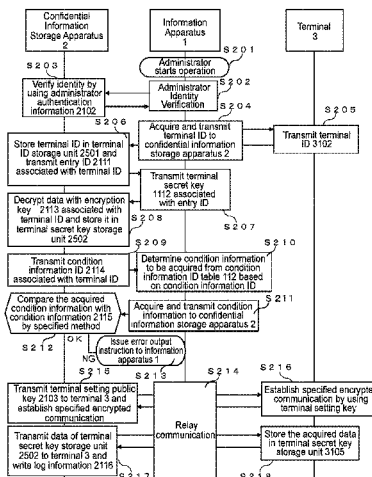 Confidential
Information
Storage Apparatus
2
Information
Apparatus
1
Terminal
3
S201
Administrator
starts operation
S202
Administrator
Identity
Verification
S203
Verify identity by
using administrator
authentication
information 2102
S204
Acquire and transmit
terminal ID to confidential
information storage apparatus 2
S205
Transmit terminal
ID 3102
S206
Store terminal ID in terminal
ID storage unit 2501 and
transmit entry ID 2111
associated with terminal ID
Transmit terminal
secret key
1112 associated
with entry ID
S207
Decrypt data with encryption
key 2113 associated with
terminal ID and store it in
terminal secret key storage
unit 2502
S208
S209
Transmit condition
information ID 2114
associated with terminal ID
S210
Determine condition information
to be acquired from condition
information ID table 112 based
on condition information ID
S211
Acquire and transmit condition
information to confidential
information storage apparatus 2
Compare the acquired
condition information with
condition information 2115
by specified method
S212
OK
NG
Issue error output
instruction to information
apparatus 1
S213
S214
Relay
communication
S215
Transmit terminal setting public
key 2103 to terminal 3 and
establish specified encrypted
communication
S216
Establish specified encrypted
communication by using
terminal setting key
Transmit data of terminal
secret key storage unit
2502 to terminal 3 and
write log information 2116
S217
Store the acquired data
in terminal secret key
storage unit 3105
S218